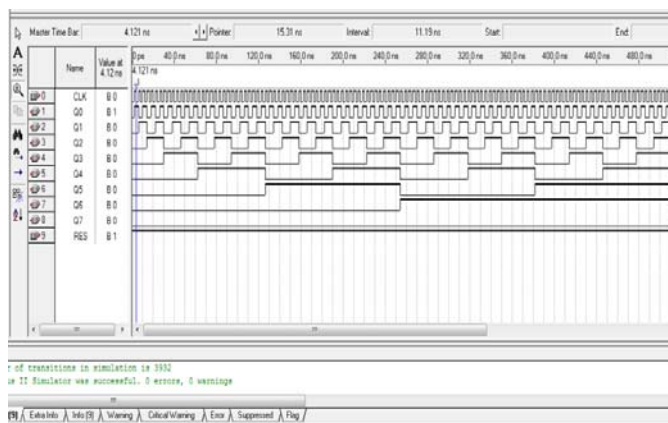 Master Time Bar: 4.121 ns Pointer: 15.31 ns Interval: 11.19 ns Start: End:
Name Value at 4.12 ns 0 ps 40.0 ns 80.0 ns 120.0 ns 160.0 ns 200.0 ns 240.0 ns 280.0 ns 320.0 ns 360.0 ns 400.0 ns 440.0 ns 480.0 ns
4.121 ns
0 CLK B 0
1 Q0 B 1
2 Q1 B 0
3 Q2 B 0
4 Q3 B 0
5 Q4 B 0
6 Q5 B 0
7 Q6 B 0
8 Q7 B 0
9 RES B 1
r of transitions in simulation is 3932
us II Simulator was successful. 0 errors, 0 warnings
(9) Extra Info Info (9) Warning Critical Warning Error Suppressed Flag